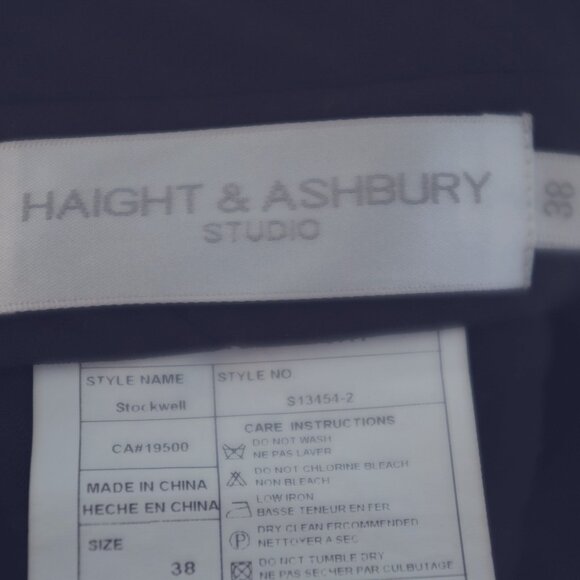 HAIGHT & ASHBURY
STUDIO
38
STYLE NAME
Stockwell
STYLE NO.
S13454-2
CA#19500
MADE IN CHINA
HECHE EN CHINA
SIZE
38
CARE INSTRUCTIONS
DO NOT WASH
NE PAS LAVER
DO NOT CHLORINE BLEACH
NON BLEACH
LOW IRON
BASSE TENEUR EN FER
P
DRY CLEAN ERCOMMENDED
NETTOYER A SEC
DO NOT TUMBLE DRY
NE PAS SECHER PAR CULBUTAGE